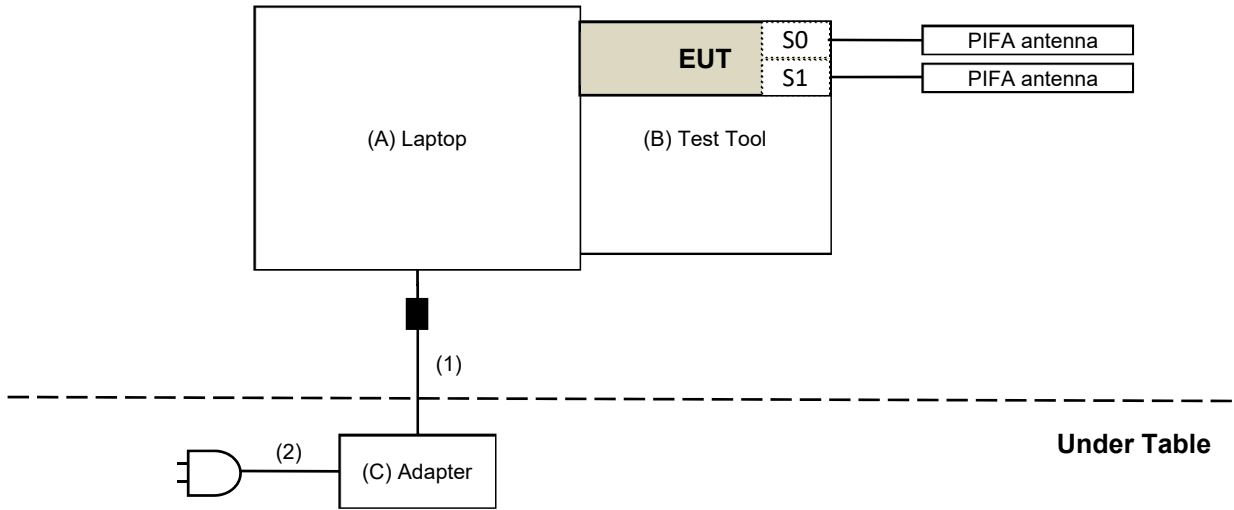 S0
PIFA antenna
EUT
S1
PIFA antenna
(A) Laptop
(B) Test Tool
(1)
(2)
(C) Adapter
Under Table